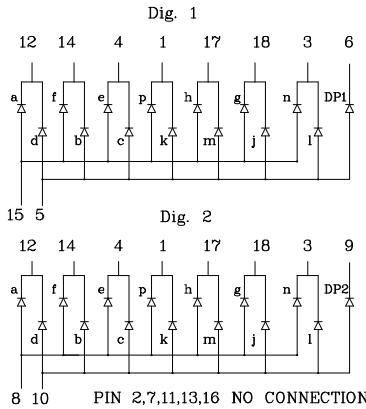 Dig. 1
12 14 4 1 17 18 3 6
a f e p h g n DP1
d b c k m j l
15 5
Dig. 2
12 14 4 1 17 18 3 9
a f e p h g n DP2
d b c k m j l
8 10 PIN 2,7,11,13,16 NO CONNECTION